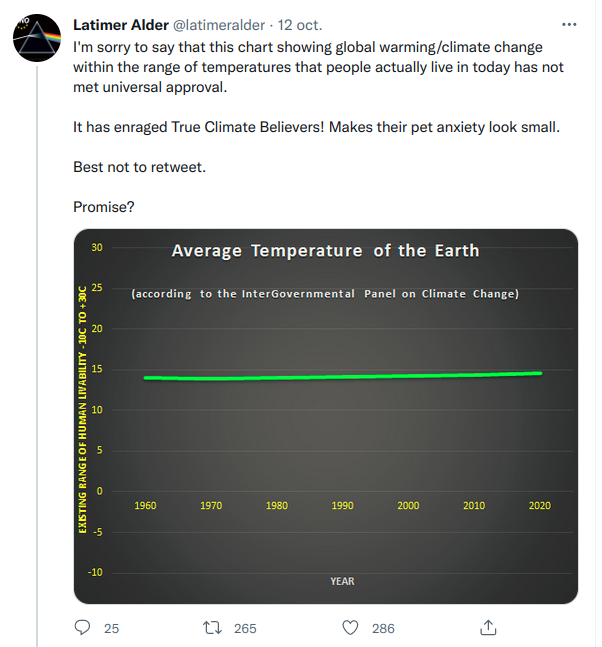 Latimer Alder @latimeralder · 12 oct.
I'm sorry to say that this chart showing global warming/climate change
within the range of temperatures that people actually live in today has not
met universal approval.
It has enraged True Climate Believers! Makes their pet anxiety look small.
Best not to retweet.
Promise?
Average Temperature of the Earth
(according to the InterGovernmental Panel on Climate Change)
EXISTING RANGE OF HUMAN LIVABILITY -10C TO +30C
30
25
20
15
10
5
0
-5
-10
1960 1970 1980 1990 2000 2010 2020
YEAR
25 265 286